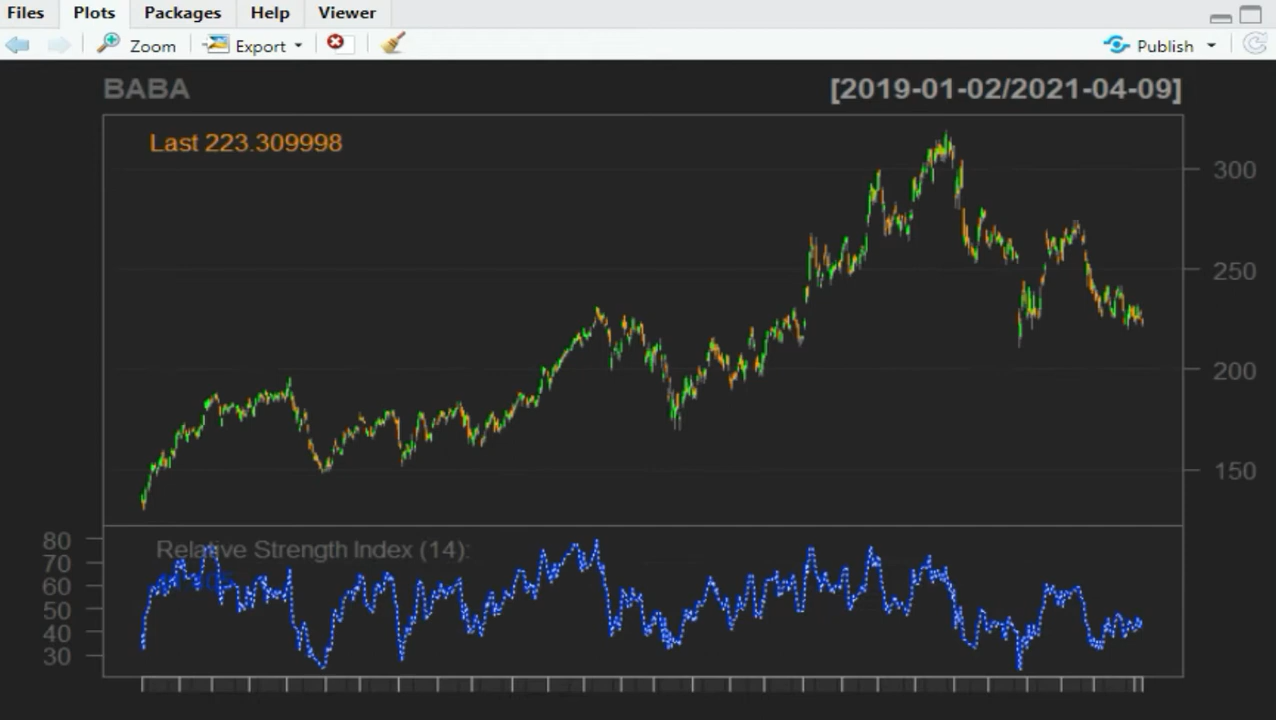 Files Plots Packages Help Viewer
Zoom Export Publish
BABA [2019-01-02/2021-04-09]
Last 223.309998
300
250
200
150
Relative Strength Index (14):
80
70
60
50
40
30